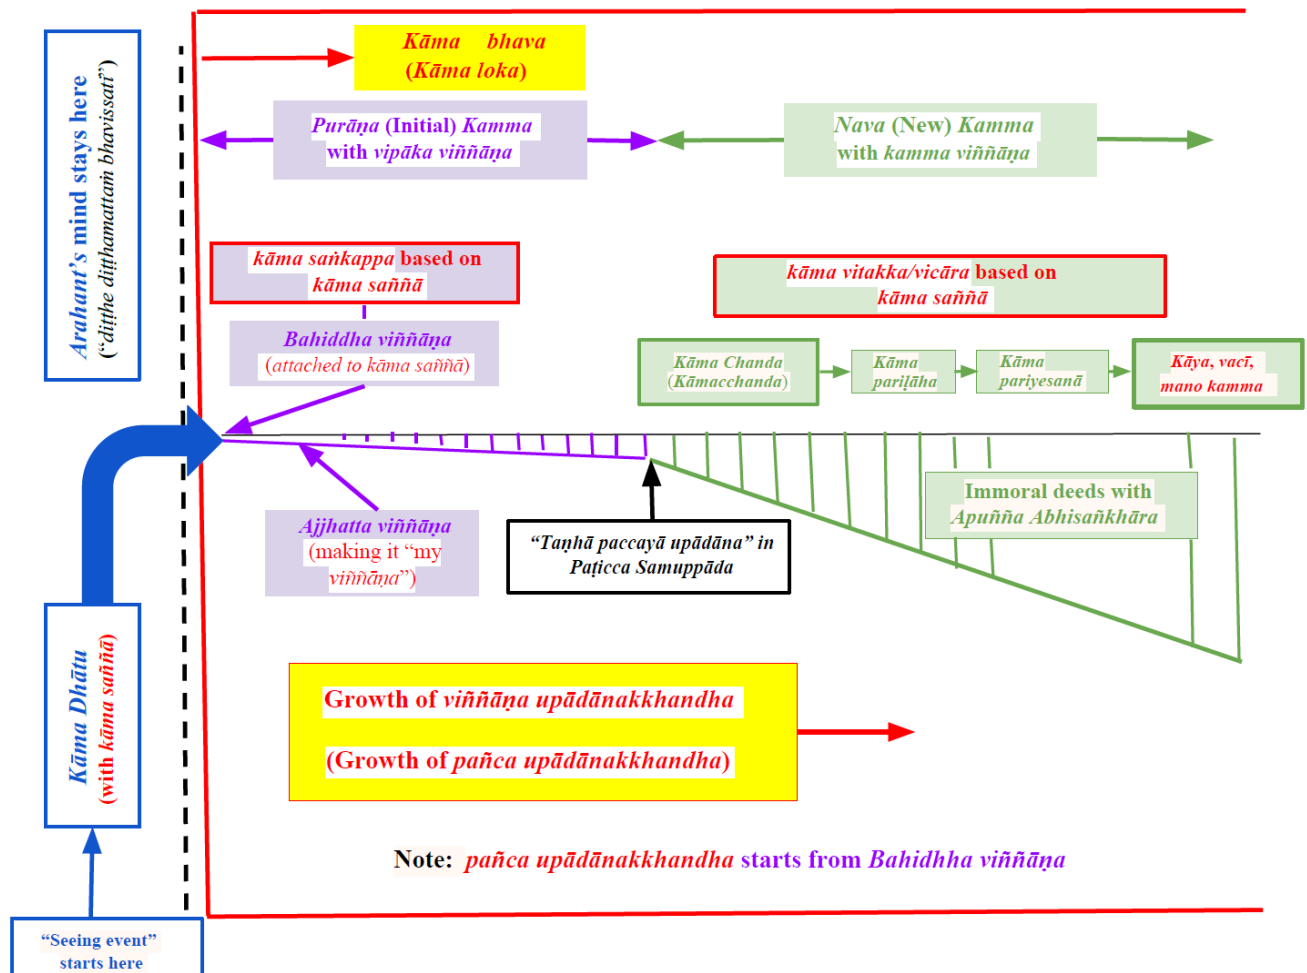 Arahant's mind stays here
("diṭṭhe diṭṭhamattaṁ bhavissati")
Kāma bhava
(Kāma loka)
Purāṇa (Initial) Kamma
with vipāka viññāṇa
Nava (New) Kamma
with kamma viññāṇa
kāma saṅkappa based on
kāma saññā
kāma vitakka/vicāra based on
kāma saññā
Bahiddha viññāṇa
(attached to kāma saññā)
Kāma Chanda
(Kāmacchanda)
Kāma
pariḷāha
Kāma
pariyesanā
Kāya, vacī,
mano kamma
Ajjhatta viññāṇa
(making it “my
viññāṇa”)
“Taṇhā paccayā upādāna” in
Paṭicca Samuppāda
Immoral deeds with
Apuñña Abhisaṅkhāra
Kāma Dhātu
(with kāma saññā)
Growth of viññāṇa upādānakkhandha
(Growth of pañca upādānakkhandha)
Note: pañca upādānakkhandha starts from Bahidhha viññāṇa
“Seeing event”
starts here